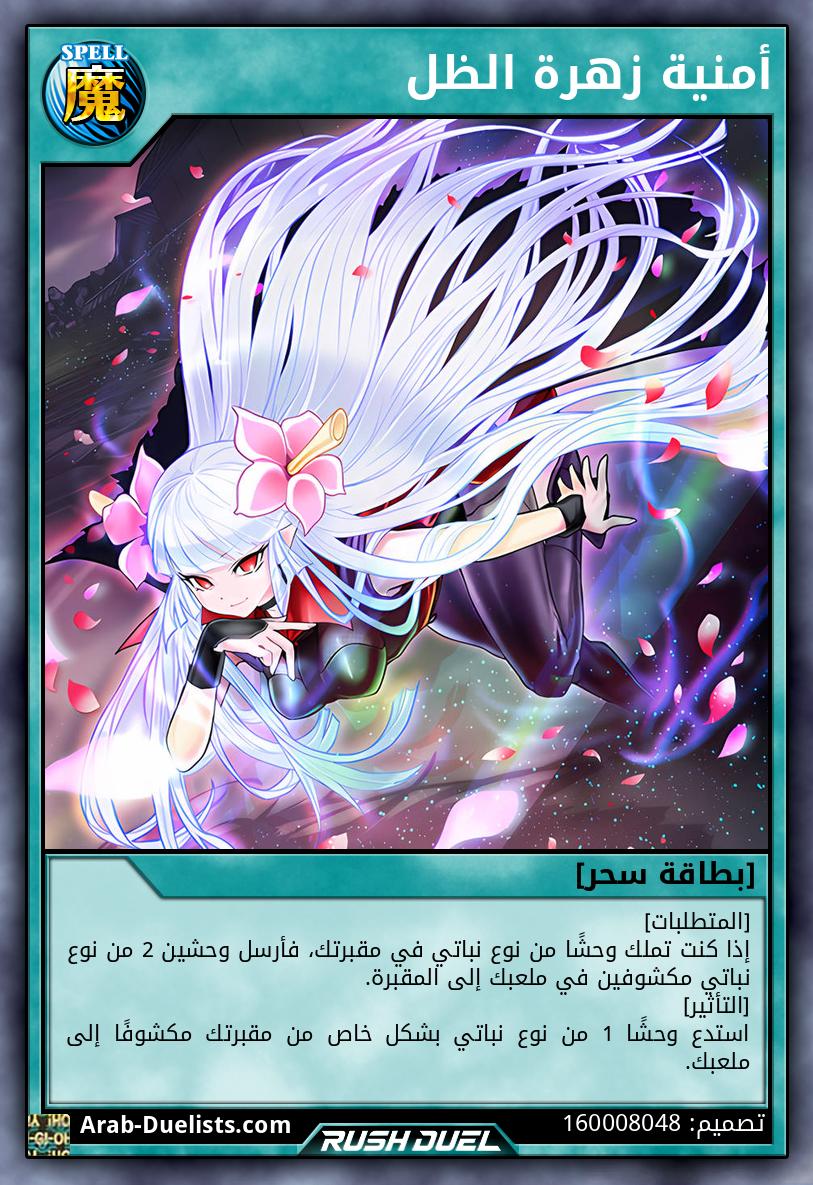 SPELL
魔
أمنية زهرة الظل
[بطاقة سحر]
[المتطلبات]
إذا كنت تملك وحشًا من نوع نباتي في مقبرتك، فأرسل وحشين 2 من نوع
نباتي مكشوفين في ملعبك إلى المقبرة.
[التأثير]
استدع وحشًا 1 من نوع نباتي بشكل خاص من مقبرتك مكشوفًا إلى
ملعبك.
Arab-Duelists.com
RUSH DUEL
تصميم: 160008048